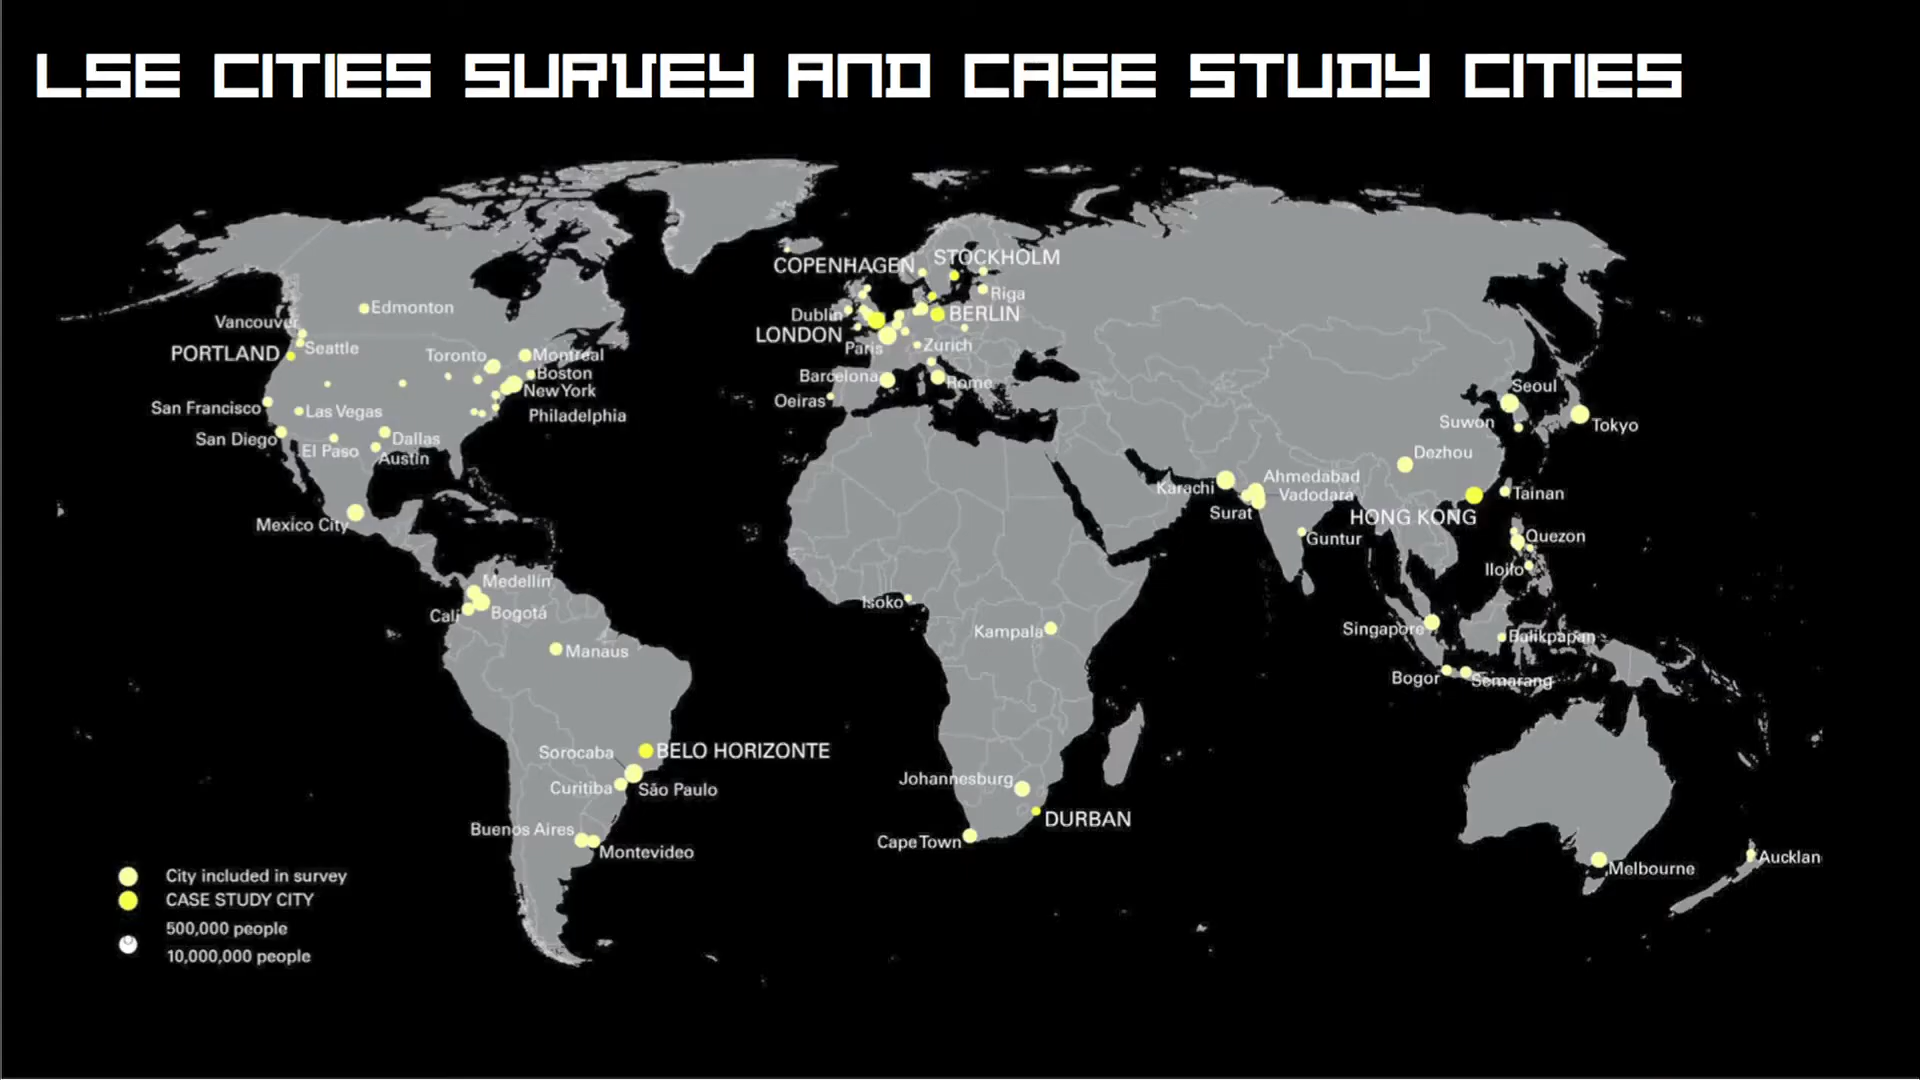 LSE CITIES SURVEY AND CASE STUDY CITIES
COPENHAGEN
STOCKHOLM
Edmonton
Riga
Vancouver
Dublin
BERLIN
LONDON
Seattle
PORTLAND
Toronto
Montréal
Paris
Zurich
Boston
Barcelona
Rome
New York
Seoul
Oeiras
San Francisco
Las Vegas
Philadelphia
Suwon
Tokyo
San Diego
Dallas
El Paso
Austin
Dezhou
Karachi
Ahmedabad
Vadodara
Tainan
Surat
HONG KONG
Mexico City
Guntur
Quezon
Iloilo
Medellín
Isoko
Cali
Bogotá
Kampala
Singapore
Balikpapan
Manaus
Bogor
Semarang
Sorocaba
BELO HORIZONTE
Johannesburg
Curitiba
São Paulo
DURBAN
Buenos Aires
Cape Town
Montevideo
Aucklan
Melbourne
City included in survey
CASE STUDY CITY
500,000 people
10,000,000 people